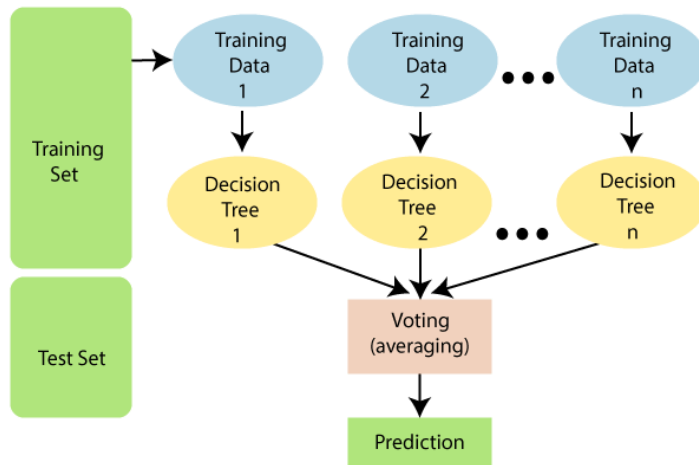 Training
Set
Test Set
Training
Data
1
Training
Data
2
Training
Data
n
Decision
Tree
1
Decision
Tree
2
Decision
Tree
n
Voting
(averaging)
Prediction